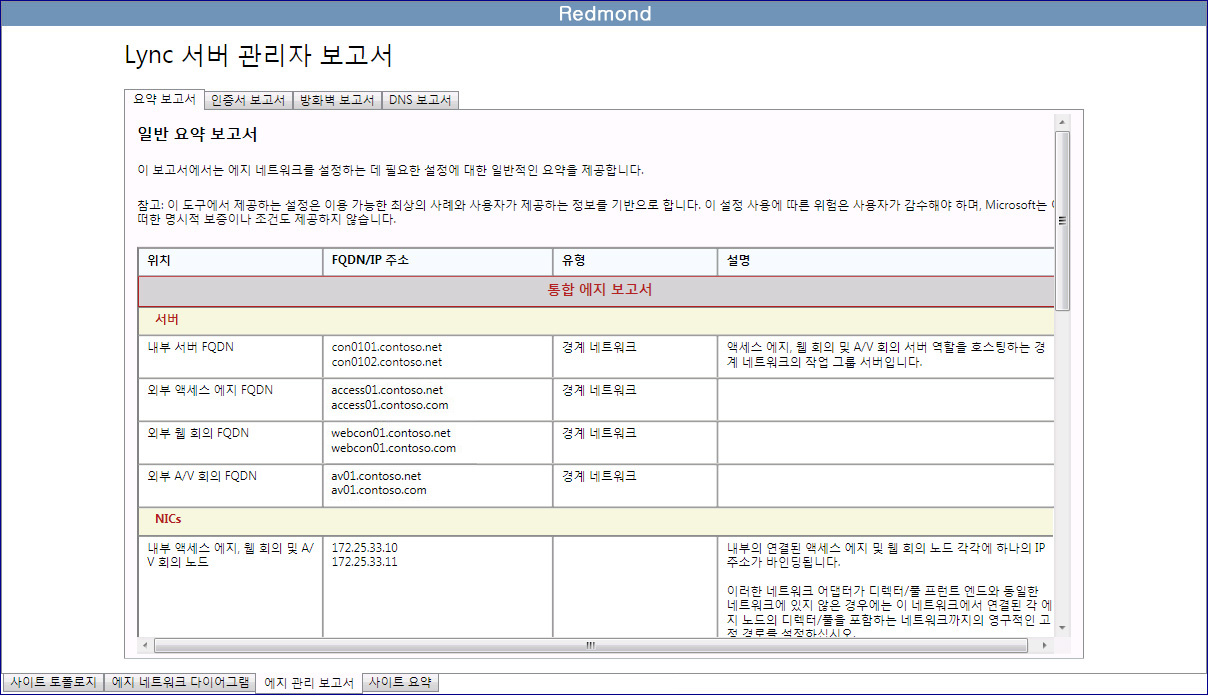 Redmond
Lync 서버 관리자 보고서
요약 보고서 인증서 보고서 방화벽 보고서 DNS 보고서
일반 요약 보고서
이 보고서에서는 에지 네트워크를 설정하는 데 필요한 설정에 대한 일반적인 요약을 제공합니다.
참고: 이 도구에서 제공하는 설정은 이용 가능한 최상의 사례와 사용자가 제공하는 정보를 기반으로 합니다. 이 설정 사용에 따른 위험은 사용자가 감수해야 하며, Microsoft는
떠한 명시적 보증이나 조건도 제공하지 않습니다.
위치 FQDN/IP 주소 유형 설명
통합 에지 보고서
서버
내부 서버 FQDN con0101.contoso.net 경계 네트워크 액세스 에지, 웹 회의 및 A/V 회의 서버 역할을 호스팅하는 경
con0102.contoso.net 계 네트워크의 작업 그룹 서버입니다.
외부 액세스 에지 FQDN access01.contoso.net 경계 네트워크
access01.contoso.com
외부 웹 회의 FQDN webcon01.contoso.net 경계 네트워크
webcon01.contoso.com
외부 A/V 회의 FQDN av01.contoso.net 경계 네트워크
av01.contoso.com
NICs
내부 액세스 에지, 웹 회의 및 A/ 172.25.33.10 내부의 연결된 액세스 에지 및 웹 회의 노드 각각에 하나의 IP
V 회의 노드 172.25.33.11 주소가 바인딩됩니다.
이러한 네트워크 어댑터가 디렉터/풀 프런트 엔드와 동일한
네트워크에 있지 않은 경우에는 이 네트워크에서 연결된 각 에
지 노드의 디렉터/풀을 포함하는 네트워크까지의 영구적인 고
정 경로를 설정하십시오.
사이트 토폴로지 에지 네트워크 다이어그램 에지 관리 보고서 사이트 요약